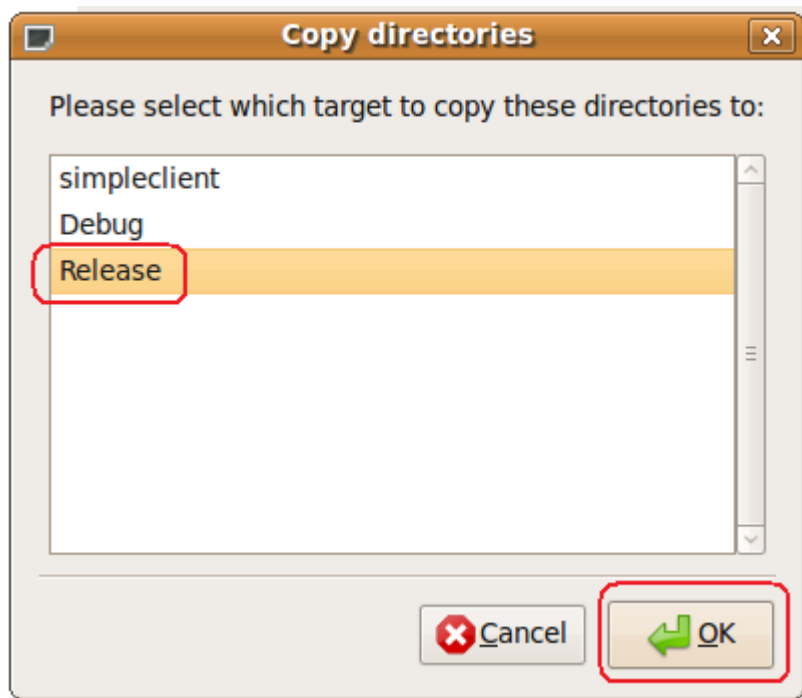 Copy directories
Please select which target to copy these directories to:
simpleclient
Debug
Release
Cancel
OK